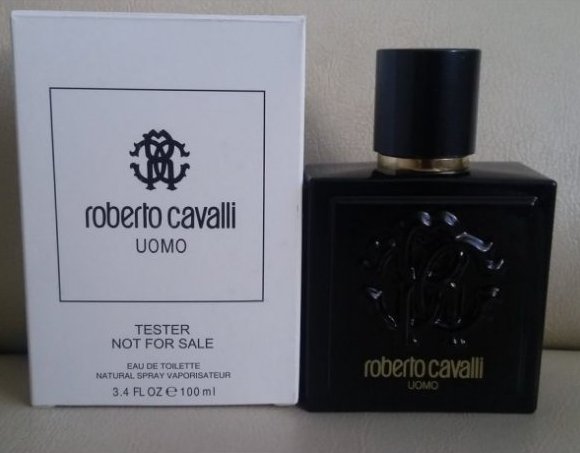 roberto cavalli
UOMO
TESTER
NOT FOR SALE
EAU DE TOILETTE
NATURAL SPRAY VAPORISATEUR
3.4 FL OZ ℮ 100 ml
roberto cavalli
UOMO